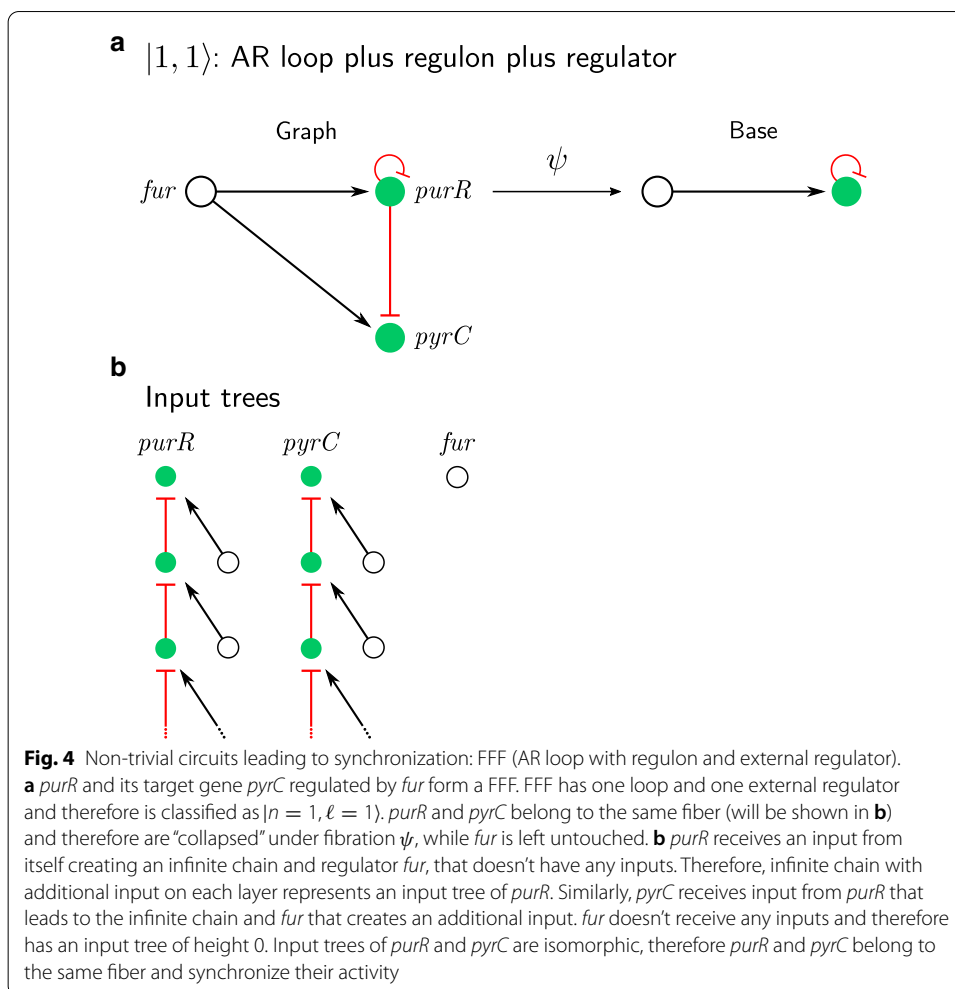 a |1, 1⟩: AR loop plus regulon plus regulator
Graph
Base
fur
purR
ψ
pyrC
b
Input trees
purR
pyrC
fur
Fig. 4 Non-trivial circuits leading to synchronization: FFF (AR loop with regulon and external regulator).
a purR and its target gene pyrC regulated by fur form a FFF. FFF has one loop and one external regulator
and therefore is classified as |n = 1, ℓ = 1⟩. purR and pyrC belong to the same fiber (will be shown in b)
and therefore are “collapsed” under fibration ψ, while fur is left untouched. b purR receives an input from
itself creating an infinite chain and regulator fur, that doesn’t have any inputs. Therefore, infinite chain with
additional input on each layer represents an input tree of purR. Similarly, pyrC receives input from purR that
leads to the infinite chain and fur that creates an additional input. fur doesn’t receive any inputs and therefore
has an input tree of height 0. Input trees of purR and pyrC are isomorphic, therefore purR and pyrC belong to
the same fiber and synchronize their activity